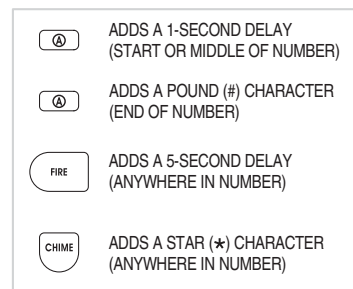 Ⓐ
ADDS A 1-SECOND DELAY
(START OR MIDDLE OF NUMBER)
Ⓐ
ADDS A POUND (#) CHARACTER
(END OF NUMBER)
FIRE
ADDS A 5-SECOND DELAY
(ANYWHERE IN NUMBER)
CHIME
ADDS A STAR (★) CHARACTER
(ANYWHERE IN NUMBER)